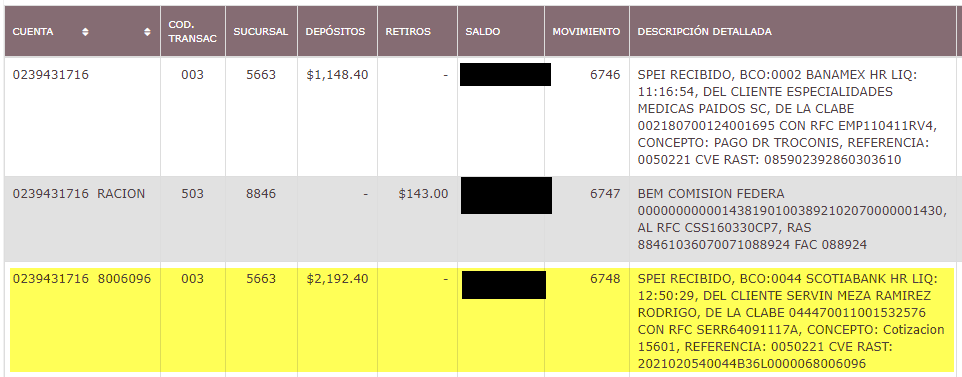 CUENTA COD. TRANSAC SUCURSAL DEPÓSITOS RETIROS SALDO MOVIMIENTO DESCRIPCIÓN DETALLADA
0239431716 003 5663 $1,148.40 - 6746 SPEI RECIBIDO, BCO:0002 BANAMEX HR LIQ:
11:16:54, DEL CLIENTE ESPECIALIDADES
MEDICAS PAIDOS SC, DE LA CLABE
002180700124001695 CON RFC EMP110411RV4,
CONCEPTO: PAGO DR TROCONIS, REFERENCIA:
0050221 CVE RAST: 085902392860303610
0239431716 RACION 503 8846 - $143.00 6747 BEM COMISION FEDERA
0000000000014381901003892102070000001430,
AL RFC CSS160330CP7, RAS
88461036070071088924 FAC 088924
0239431716 8006096 003 5663 $2,192.40 - 6748 SPEI RECIBIDO, BCO:0044 SCOTIABANK HR LIQ:
12:50:29, DEL CLIENTE SERVIN MEZA RAMIREZ
RODRIGO, DE LA CLABE 044470011001532576
CON RFC SERR64091117A, CONCEPTO: Cotizacion
15601, REFERENCIA: 0050221 CVE RAST:
2021020540044B36L0000068006096